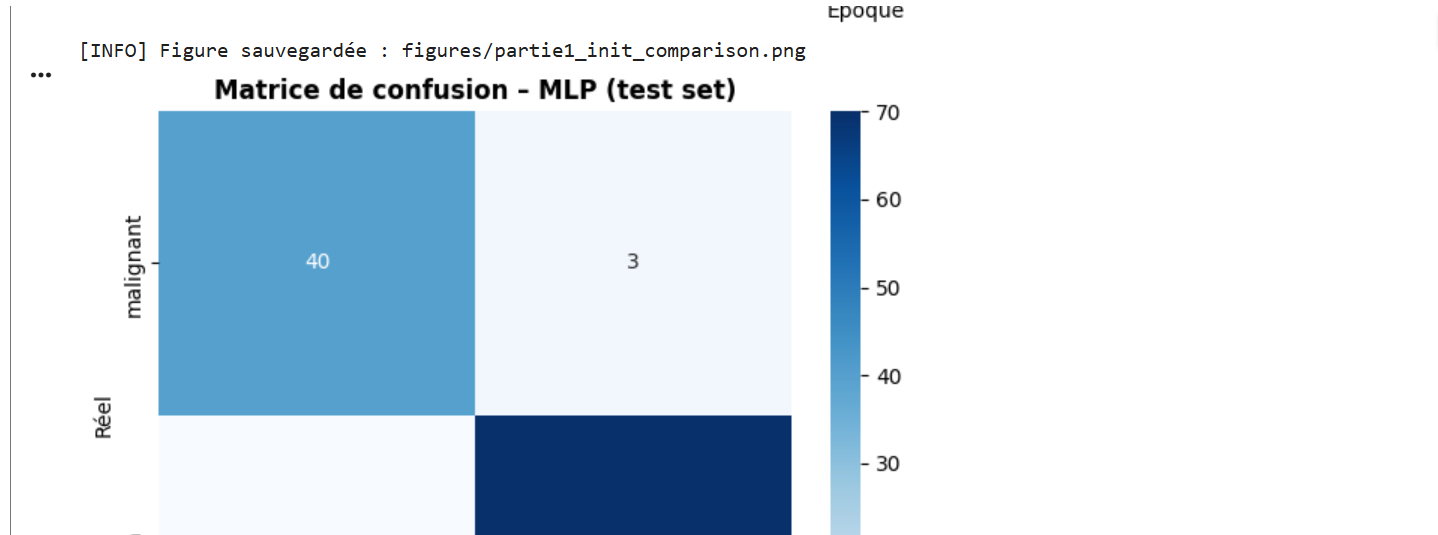 Epoque
[INFO] Figure sauvegardée : figures/partie1_init_comparison.png
...
Matrice de confusion – MLP (test set)
70
60
50
40
30
malignant
40
3
Réel